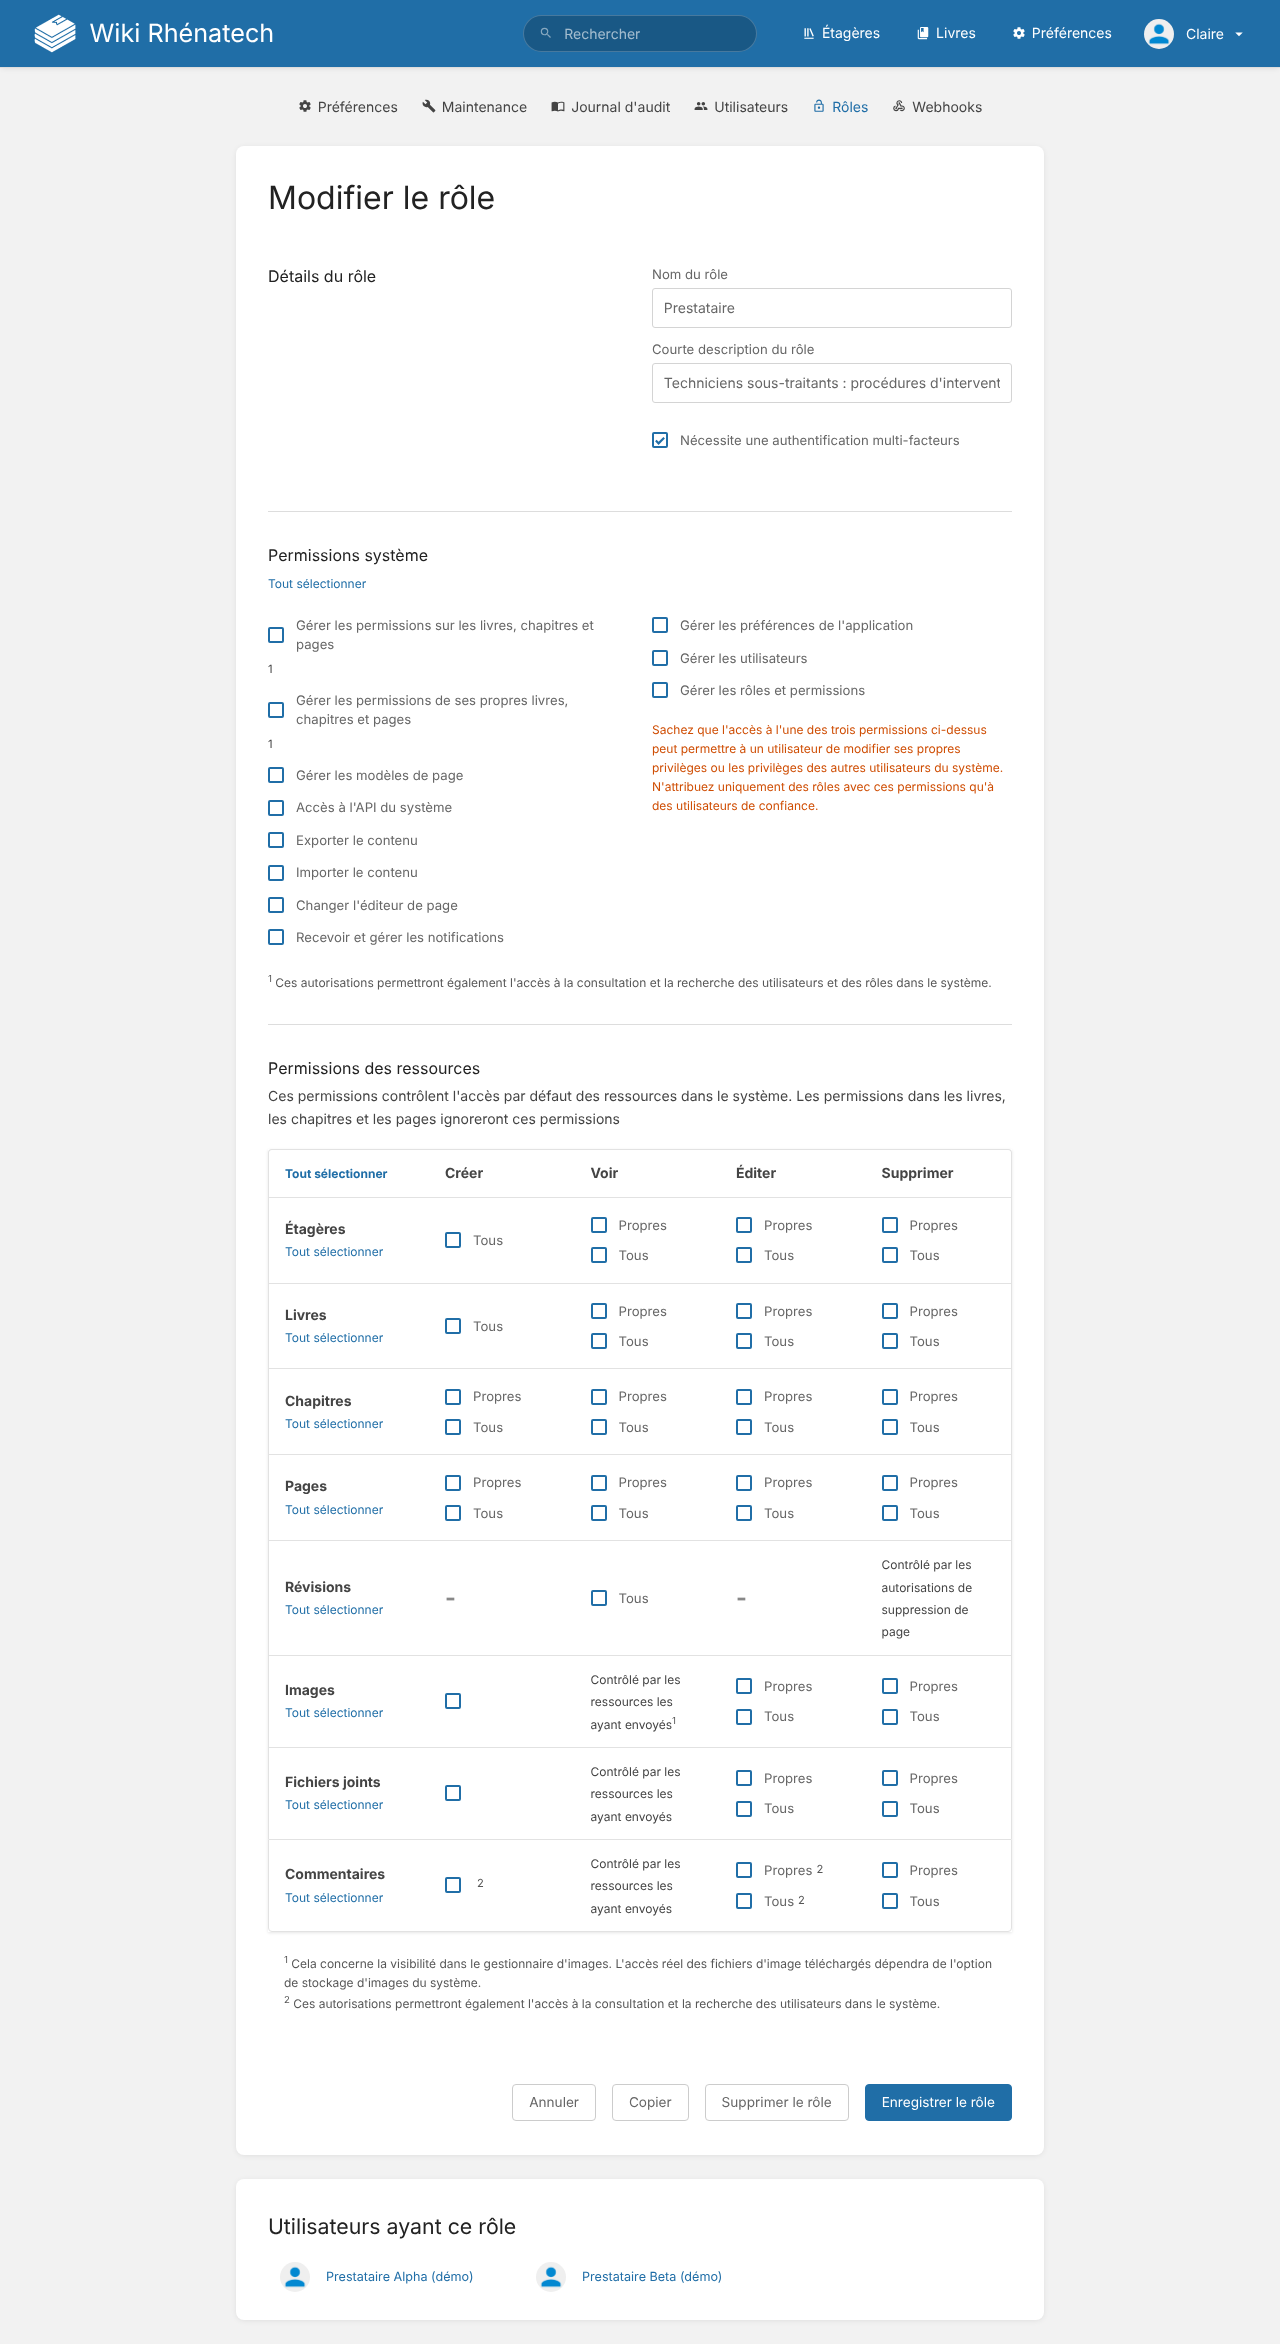 Wiki Rhénatech
Rechercher
Étagères
Livres
Préférences
Claire
Préférences
Maintenance
Journal d'audit
Utilisateurs
Rôles
Webhooks
Modifier le rôle
Détails du rôle
Nom du rôle
Prestataire
Courte description du rôle
Techniciens sous-traitants : procédures d'intervent
Nécessite une authentification multi-facteurs
Permissions système
Tout sélectionner
Gérer les permissions sur les livres, chapitres et
pages
1
Gérer les permissions de ses propres livres,
chapitres et pages
1
Gérer les modèles de page
Accès à l'API du système
Exporter le contenu
Importer le contenu
Changer l'éditeur de page
Recevoir et gérer les notifications
Gérer les préférences de l'application
Gérer les utilisateurs
Gérer les rôles et permissions
Sachez que l'accès à l'une des trois permissions ci-dessus
peut permettre à un utilisateur de modifier ses propres
privilèges ou les privilèges des autres utilisateurs du système.
N'attribuez uniquement des rôles avec ces permissions qu'à
des utilisateurs de confiance.
1 Ces autorisations permettront également l'accès à la consultation et la recherche des utilisateurs et des rôles dans le système.
Permissions des ressources
Ces permissions contrôlent l'accès par défaut des ressources dans le système. Les permissions dans les livres,
les chapitres et les pages ignoreront ces permissions
Tout sélectionner
Créer
Voir
Éditer
Supprimer
Étagères
Tout sélectionner
Tous
Propres
Tous
Propres
Tous
Propres
Tous
Livres
Tout sélectionner
Tous
Propres
Tous
Propres
Tous
Propres
Tous
Chapitres
Tout sélectionner
Propres
Tous
Propres
Tous
Propres
Tous
Propres
Tous
Pages
Tout sélectionner
Propres
Tous
Propres
Tous
Propres
Tous
Propres
Tous
Révisions
Tout sélectionner
-
Tous
-
Contrôlé par les
autorisations de
suppression de
page
Images
Tout sélectionner
Contrôlé par les
ressources les
ayant envoyés1
Propres
Tous
Propres
Tous
Fichiers joints
Tout sélectionner
Contrôlé par les
ressources les
ayant envoyés
Propres
Tous
Propres
Tous
Commentaires
Tout sélectionner
2
Contrôlé par les
ressources les
ayant envoyés
Propres 2
Tous 2
Propres
Tous
1 Cela concerne la visibilité dans le gestionnaire d'images. L'accès réel des fichiers d'image téléchargés dépendra de l'option
de stockage d'images du système.
2 Ces autorisations permettront également l'accès à la consultation et la recherche des utilisateurs dans le système.
Annuler
Copier
Supprimer le rôle
Enregistrer le rôle
Utilisateurs ayant ce rôle
Prestataire Alpha (démo)
Prestataire Beta (démo)